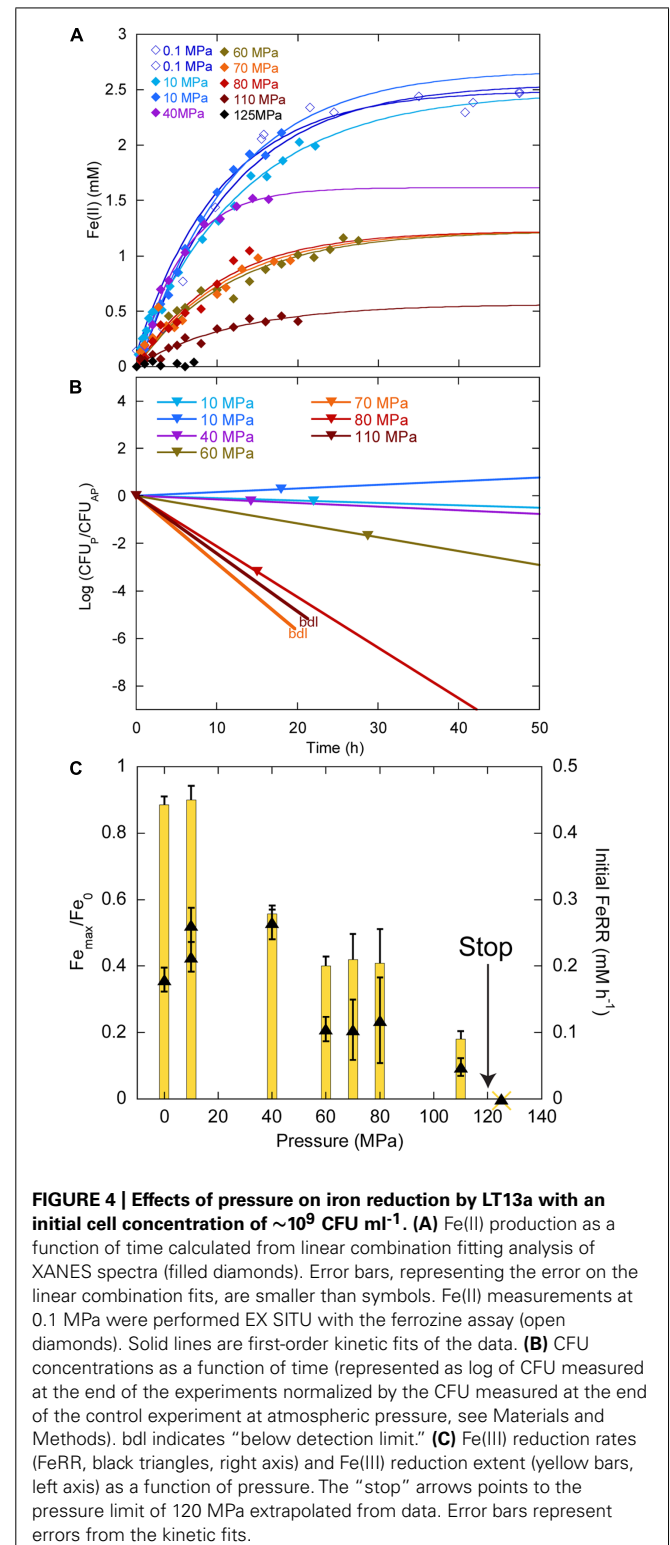 A
3
2.5
2
1.5
1
0.5
0
Fe(II) (mM)
0.1 MPa
0.1 MPa
10 MPa
10 MPa
40MPa
60 MPa
70 MPa
80 MPa
110 MPa
125MPa
B
4
2
0
-2
-4
-6
-8
Log (CFU_P/CFU_AP)
10 MPa
10 MPa
40 MPa
60 MPa
70 MPa
80 MPa
110 MPa
bdl
bdl
0 10 20 30 40 50
Time (h)
C
1
0.8
0.6
0.4
0.2
0
Fe_max/Fe_0
0.5
0.4
0.3
0.2
0.1
0
Initial FeRR (mM h⁻¹)
Stop
0 20 40 60 80 100 120 140
Pressure (MPa)
FIGURE 4 | Effects of pressure on iron reduction by LT13a with an
initial cell concentration of ∼10⁹ CFU ml⁻¹. (A) Fe(II) production as a
function of time calculated from linear combination fitting analysis of
XANES spectra (filled diamonds). Error bars, representing the error on the
linear combination fits, are smaller than symbols. Fe(II) measurements at
0.1 MPa were performed EX SITU with the ferrozine assay (open
diamonds). Solid lines are first-order kinetic fits of the data. (B) CFU
concentrations as a function of time (represented as log of CFU measured
at the end of the experiments normalized by the CFU measured at the end
of the control experiment at atmospheric pressure, see Materials and
Methods). bdl indicates “below detection limit.” (C) Fe(III) reduction rates
(FeRR, black triangles, right axis) and Fe(III) reduction extent (yellow bars,
left axis) as a function of pressure. The “stop” arrows points to the
pressure limit of 120 MPa extrapolated from data. Error bars represent
errors from the kinetic fits.